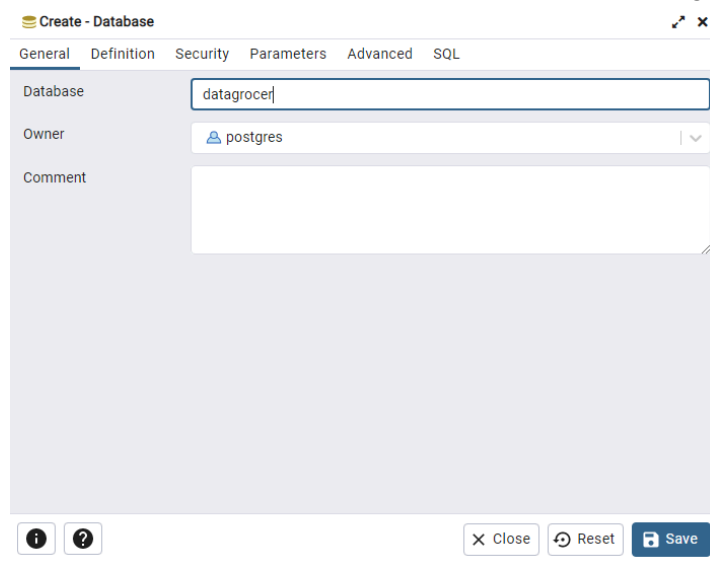 Create - Database
General Definition Security Parameters Advanced SQL
Database datagrocer
Owner postgres
Comment
Close Reset Save